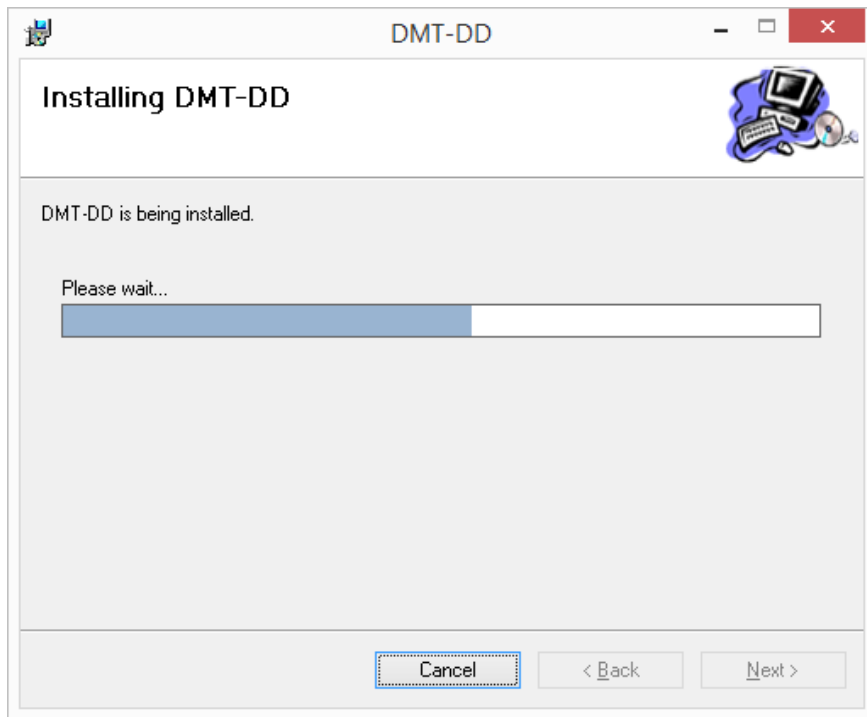 DMT-DD
Installing DMT-DD
DMT-DD is being installed.
Please wait...
Cancel
< Back
Next >